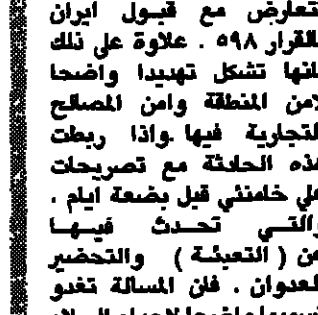 تتعارض مع قبول ايران
بالقرار ٥٩٨ . علاوة على ذلك
فانها تشكل تهديدا واضحا
لامن المنطقة وامن المصالح
التجارية فيها . واذا ربطت
هذه الحادثة مع تصريحات
علي خامنئي قبل بضعة ايام ،
والتي تحدث فيها
عن ( التعبئة ) والتحضير
للعدوان . فان المسالة تغدو